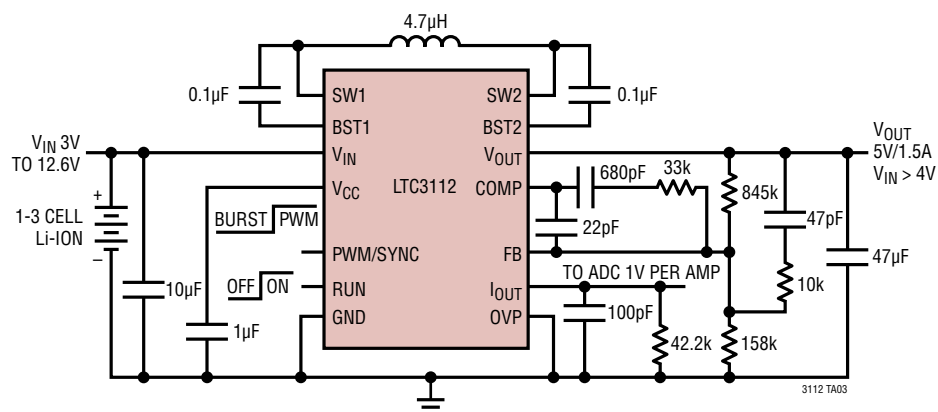 4.7µH
0.1µF
0.1µF
SW1
SW2
BST1
BST2
VIN 3V
TO 12.6V
VIN
VOUT
VOUT
5V/1.5A
VIN > 4V
LTC3112
VCC
COMP
680pF
33k
845k
1-3 CELL
Li-ION
+
–
BURST
PWM
22pF
47pF
PWM/SYNC
FB
47µF
TO ADC 1V PER AMP
10k
OFF
ON
RUN
IOUT
10µF
GND
OVP
100pF
1µF
42.2k
158k
3112 TA03